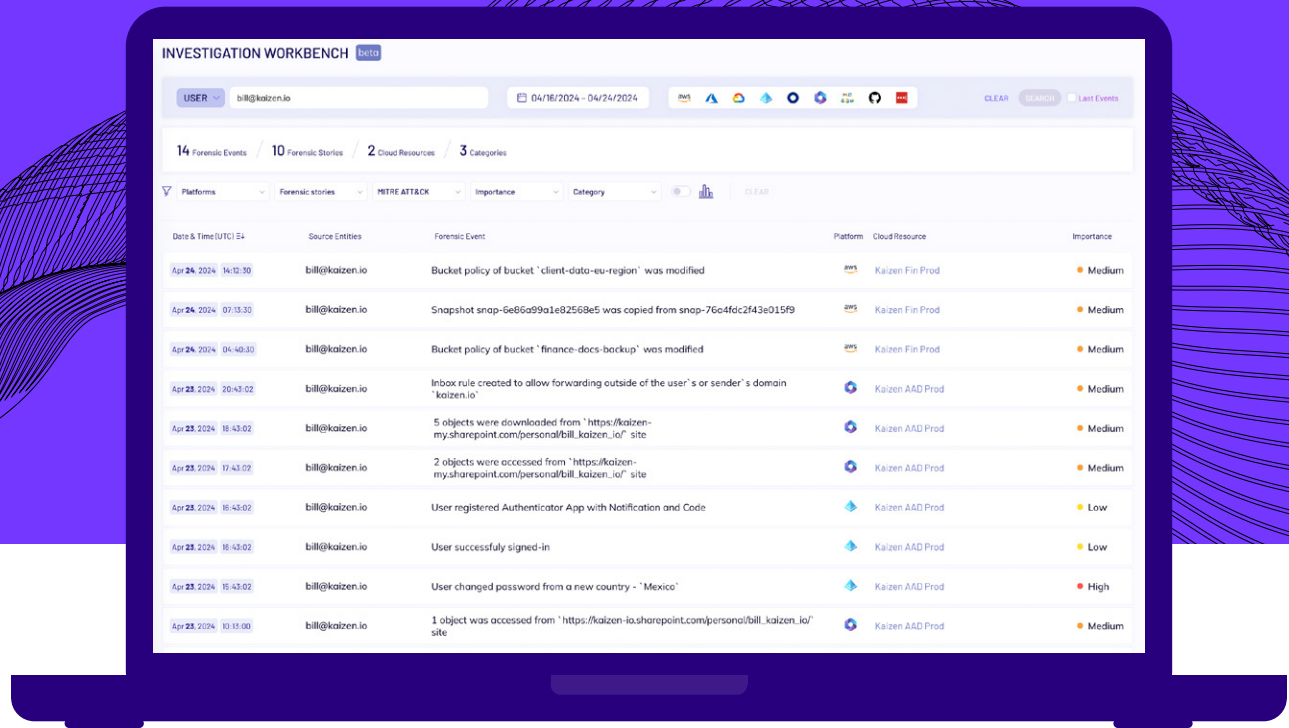 INVESTIGATION WORKBENCH beta
USER bill@kaizen.io 04/16/2024 - 04/24/2024 aws CLEAR SEARCH Last Events
14 Forensic Events / 10 Forensic Stories / 2 Cloud Resources / 3 Categories
Platforms Forensic stories MITRE ATT&CK Importance Category CLEAR
Date & Time (UTC) Source Entities Forensic Event Platform Cloud Resource Importance
Apr 24, 2024 14:12:30 bill@kaizen.io Bucket policy of bucket `client-data-eu-region` was modified aws Kaizen Fin Prod Medium
Apr 24, 2024 07:13:30 bill@kaizen.io Snapshot snap-6e86a99a1e82568e5 was copied from snap-76a4fdc2f43e015f9 aws Kaizen Fin Prod Medium
Apr 24, 2024 04:40:30 bill@kaizen.io Bucket policy of bucket `finance-docs-backup` was modified aws Kaizen Fin Prod Medium
Apr 23, 2024 20:43:02 bill@kaizen.io Inbox rule created to allow forwarding outside of the user`s or sender`s domain
`kaizen.io` Kaizen AAD Prod Medium
Apr 23, 2024 18:43:02 bill@kaizen.io 5 objects were downloaded from `https://kaizen-
my.sharepoint.com/personal/bill_kaizen_io/` site Kaizen AAD Prod Medium
Apr 23, 2024 17:43:02 bill@kaizen.io 2 objects were accessed from `https://kaizen-
my.sharepoint.com/personal/bill_kaizen_io/` site Kaizen AAD Prod Medium
Apr 23, 2024 16:43:02 bill@kaizen.io User registered Authenticator App with Notification and Code Kaizen AAD Prod Low
Apr 23, 2024 16:43:02 bill@kaizen.io User successfuly signed-in Kaizen AAD Prod Low
Apr 23, 2024 15:43:02 bill@kaizen.io User changed password from a new country - `Mexico` Kaizen AAD Prod High
Apr 23, 2024 10:13:00 bill@kaizen.io 1 object was accessed from `https://kaizen-io.sharepoint.com/personal/bill_kaizen_io/`
site Kaizen AAD Prod Medium